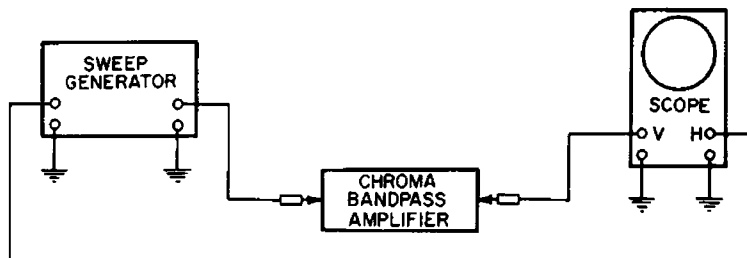 SWEEP
GENERATOR
SCOPE
V H
CHROMA
BANDPASS
AMPLIFIER